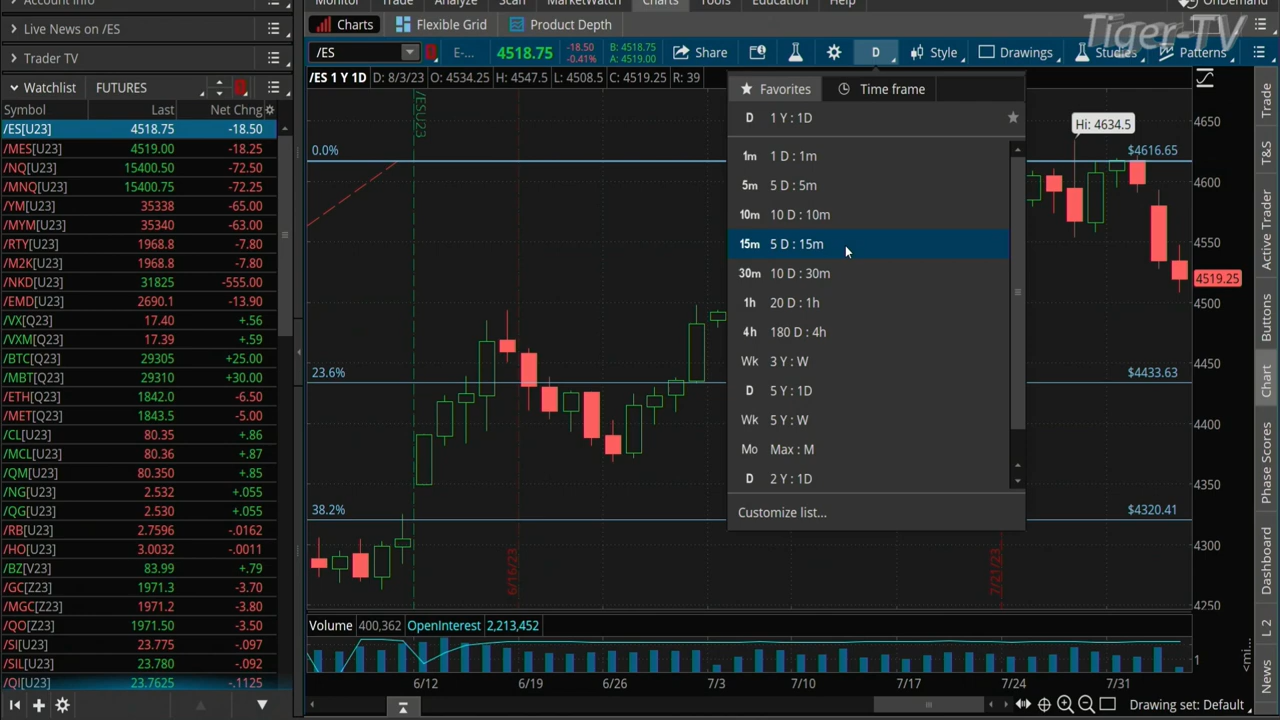 Account Info
Monitor Trade Analyze Scan MarketWatch Charts Tools Education Help
OnDemand
Tiger-TV
Live News on /ES
Trader TV
Watchlist FUTURES
Charts Flexible Grid Product Depth
/ES E-... 4518.75 -18.50 -0.41% B: 4518.75 A: 4519.00 Share D Style Drawings Studies Patterns
/ES 1 Y 1D D: 8/3/23 O: 4534.25 H: 4547.5 L: 4508.5 C: 4519.25 R: 39
Symbol Last Net Chng
/ES[U23] 4518.75 -18.50
/MES[U23] 4519.00 -18.25
/NQ[U23] 15400.50 -72.50
/MNQ[U23] 15400.75 -72.25
/YM[U23] 35338 -65.00
/MYM[U23] 35340 -63.00
/RTY[U23] 1968.8 -7.80
/M2K[U23] 1968.8 -7.80
/NKD[U23] 31825 -555.00
/EMD[U23] 2690.1 -13.90
/VX[Q23] 17.40 +.56
/VXM[Q23] 17.39 +.59
/BTC[Q23] 29305 +25.00
/MBT[Q23] 29310 +30.00
/ETH[Q23] 1842.0 -6.50
/MET[Q23] 1843.5 -5.00
/CL[U23] 80.35 +.86
/MCL[U23] 80.36 +.87
/QM[U23] 80.350 +.85
/NG[U23] 2.532 +.055
/QG[U23] 2.530 +.055
/RB[U23] 2.7596 -.0162
/HO[U23] 3.0032 -.0011
/BZ[V23] 83.99 +.79
/GC[Z23] 1971.3 -3.70
/MGC[Z23] 1971.2 -3.80
/QO[Z23] 1971.50 -3.50
/SI[U23] 23.775 -.097
/SIL[U23] 23.780 -.092
/QI[U23] 23.7625 -.1125
/ESU23
0.0% $4616.65
23.6% $4433.63
38.2% $4320.41
6/16/23
7/21/23
Hi: 4634.5
Favorites Time frame
D 1 Y : 1D
1m 1 D : 1m
5m 5 D : 5m
10m 10 D : 10m
15m 5 D : 15m
30m 10 D : 30m
1h 20 D : 1h
4h 180 D : 4h
Wk 3 Y : W
D 5 Y : 1D
Wk 5 Y : W
Mo Max : M
D 2 Y : 1D
Customize list...
4650
4600
4550
4519.25
4500
4450
4400
4350
4300
4250
Volume 400,362 OpenInterest 2,213,452
1
<mi...
6/12 6/19 6/26 7/3 7/10 7/17 7/24 7/31
Drawing set: Default
Trade
T&S
Active Trader
Buttons
Chart
Phase Scores
Dashboard
L 2
News